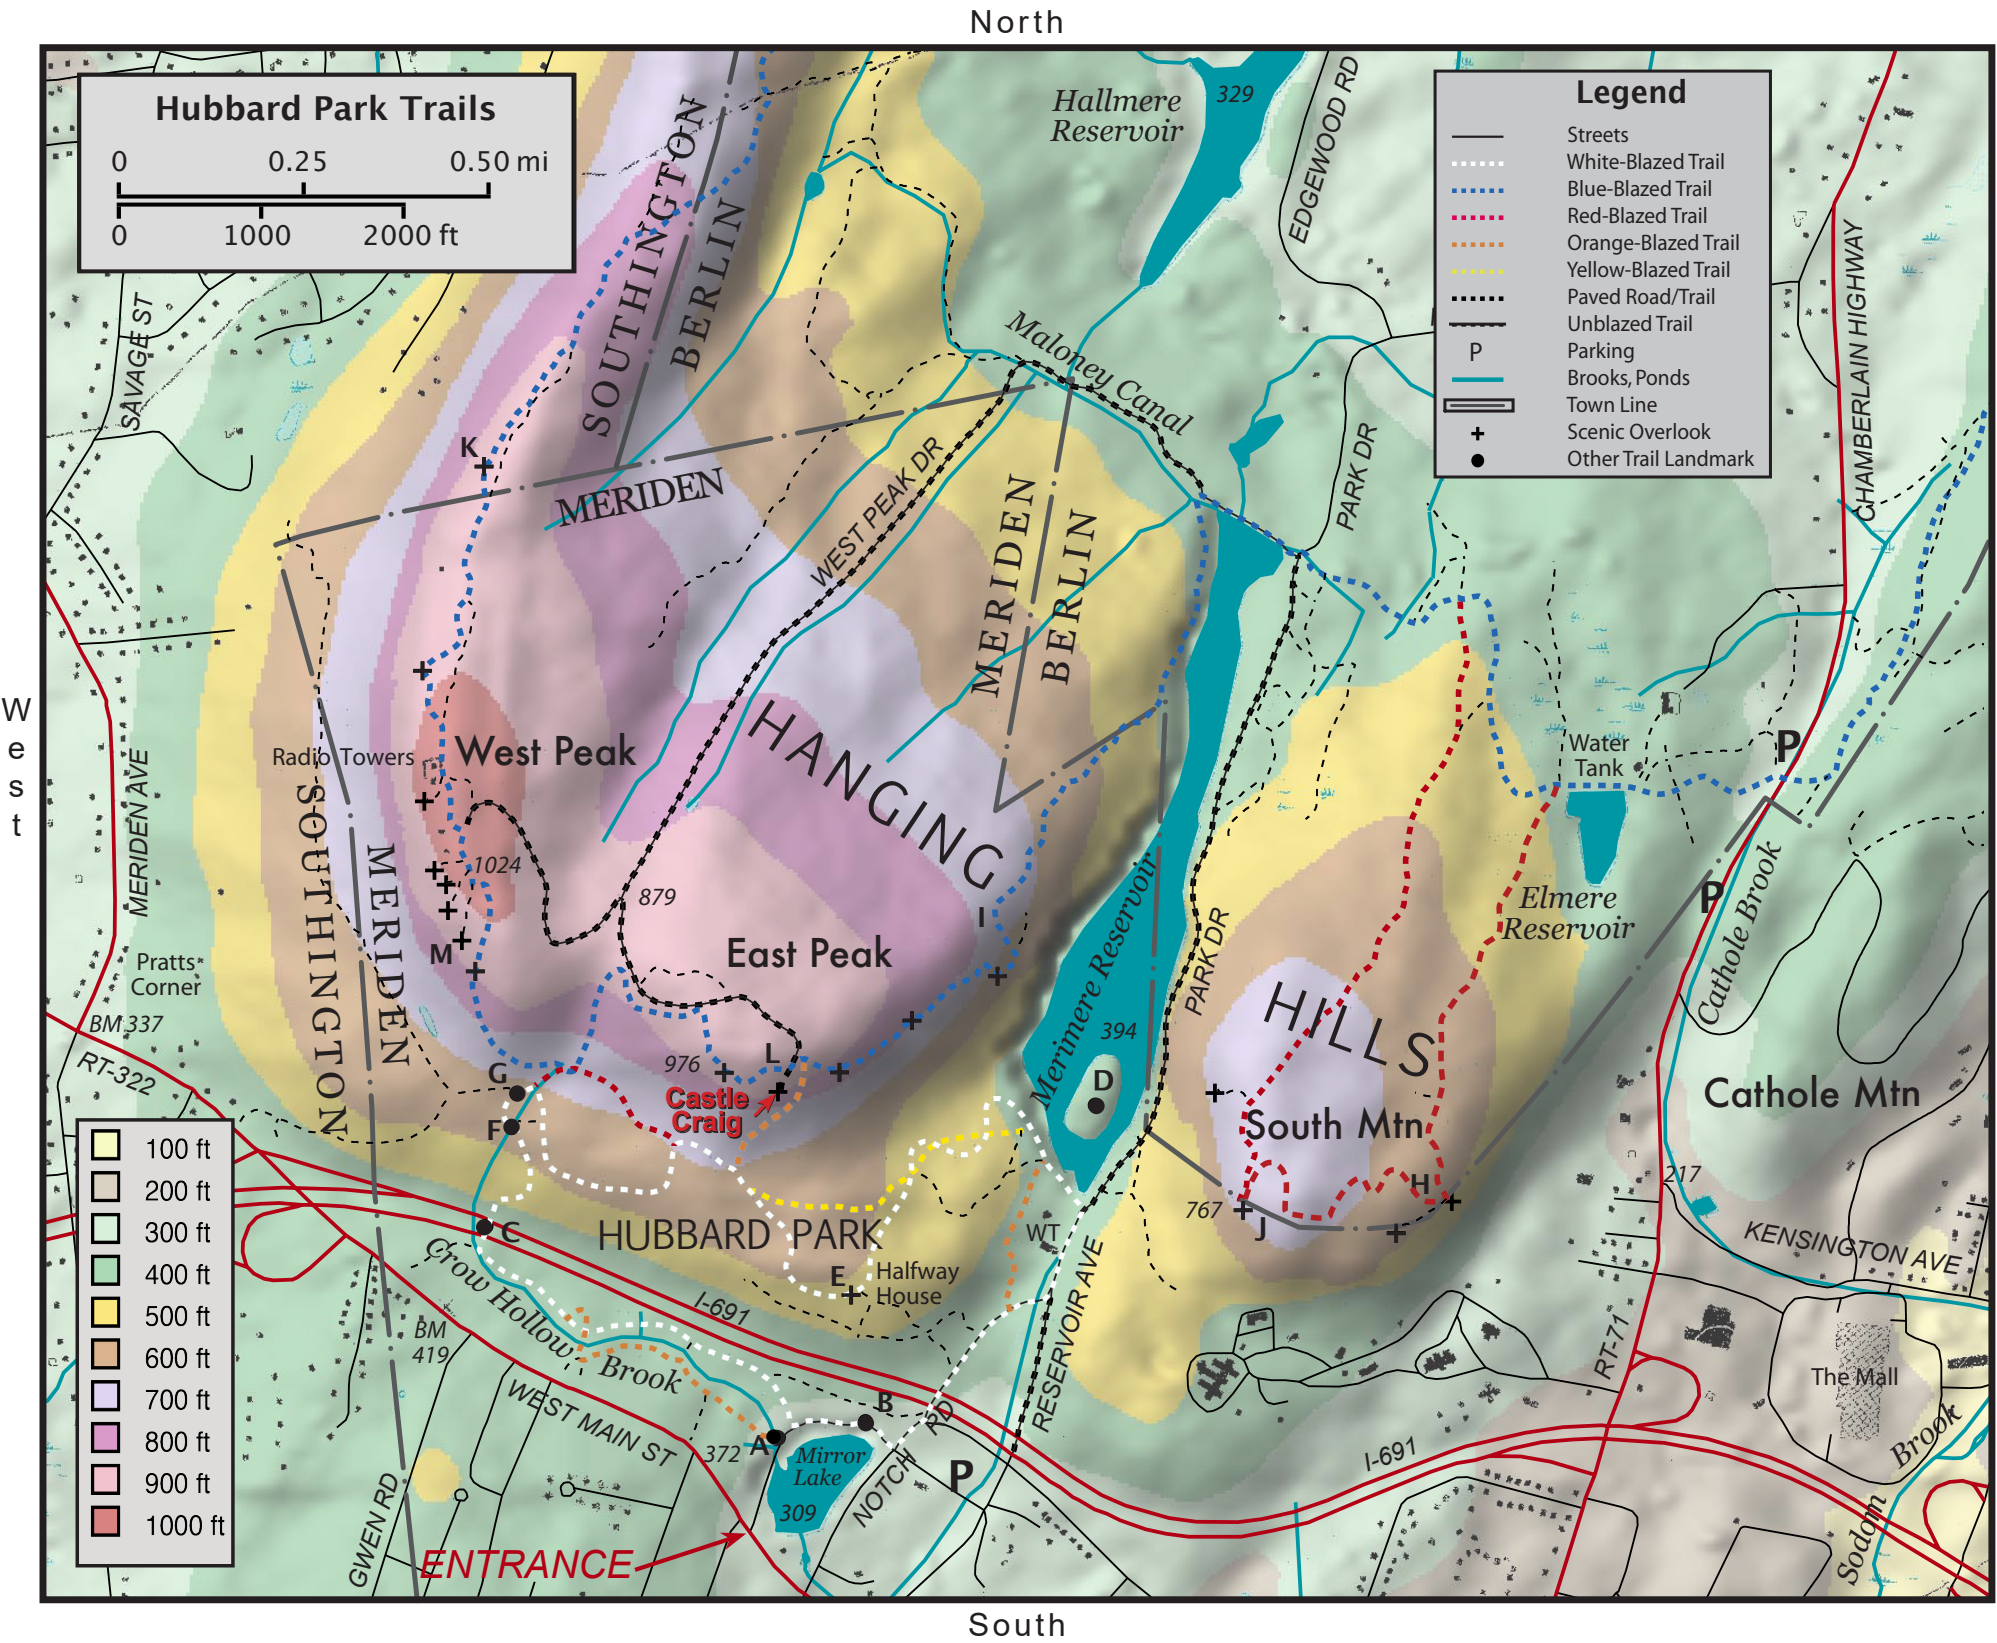 North
Hubbard Park Trails
0 0.25 0.50 mi
0 1000 2000 ft
Legend
Streets
White-Blazed Trail
Blue-Blazed Trail
Red-Blazed Trail
Orange-Blazed Trail
Yellow-Blazed Trail
Paved Road/Trail
Unblazed Trail
P Parking
Brooks, Ponds
Town Line
Scenic Overlook
Other Trail Landmark
Hallmere
Reservoir
329
EDGEWOOD RD
SOUTHINGTON
BERLIN
CHAMBERLAIN HIGHWAY
SAVAGE ST
Maloney Canal
K
MERIDEN
WEST PEAK DR
MERIDEN
BERLIN
PARK DR
West
Radio Towers
West Peak
HANGING
Water
Tank
P
MERIDEN AVE
SOUTHINGTON
MERIDEN
1024
879
I
P
Elmere
Reservoir
Cathole Brook
Merimere Reservoir
PARK DR
M
East Peak
Pratts
Corner
BM 337
RT-322
394
HILLS
G
976
L
Castle
Craig
D
F
South Mtn
Cathole Mtn
H
217
767
J
C
HUBBARD PARK
WT
E
Halfway
House
KENSINGTON AVE
Crow Hollow
Brook
I-691
RESERVOIR AVE
BM
419
RT-71
The Mall
WEST MAIN ST
B
A
372
Mirror
Lake
309
NOTCH RD
P
I-691
Sodom
Brook
GWEN RD
ENTRANCE
100 ft
200 ft
300 ft
400 ft
500 ft
600 ft
700 ft
800 ft
900 ft
1000 ft
South